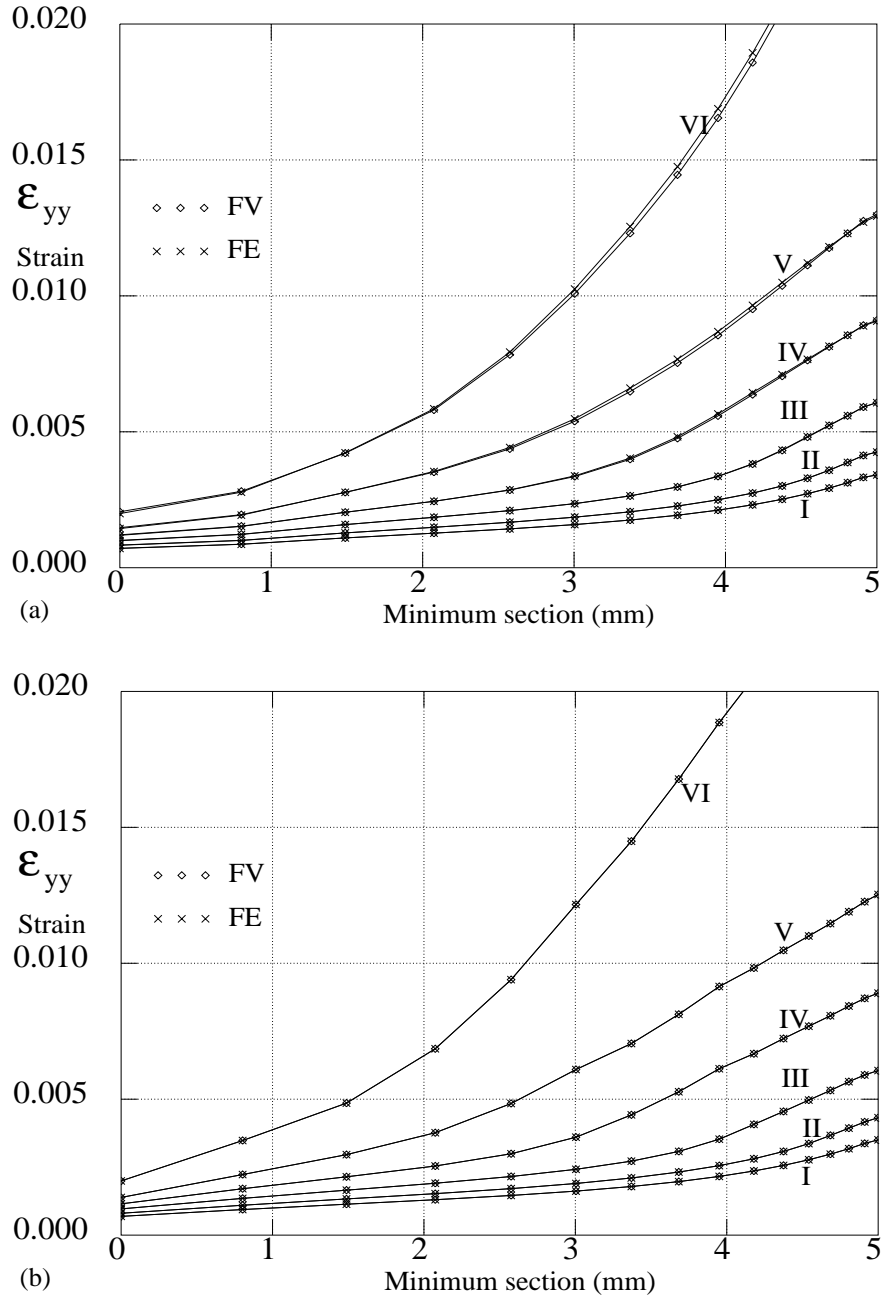 0.020
VI
0.015
ε yy
FV
Strain
FE
0.010
V
IV
0.005
III
II
I
0.000
0 1 2 3 4 5
(a)
Minimum section (mm)
0.020
VI
0.015
ε yy
FV
Strain
FE
0.010
V
IV
0.005
III
II
I
0.000
0 1 2 3 4 5
(b)
Minimum section (mm)